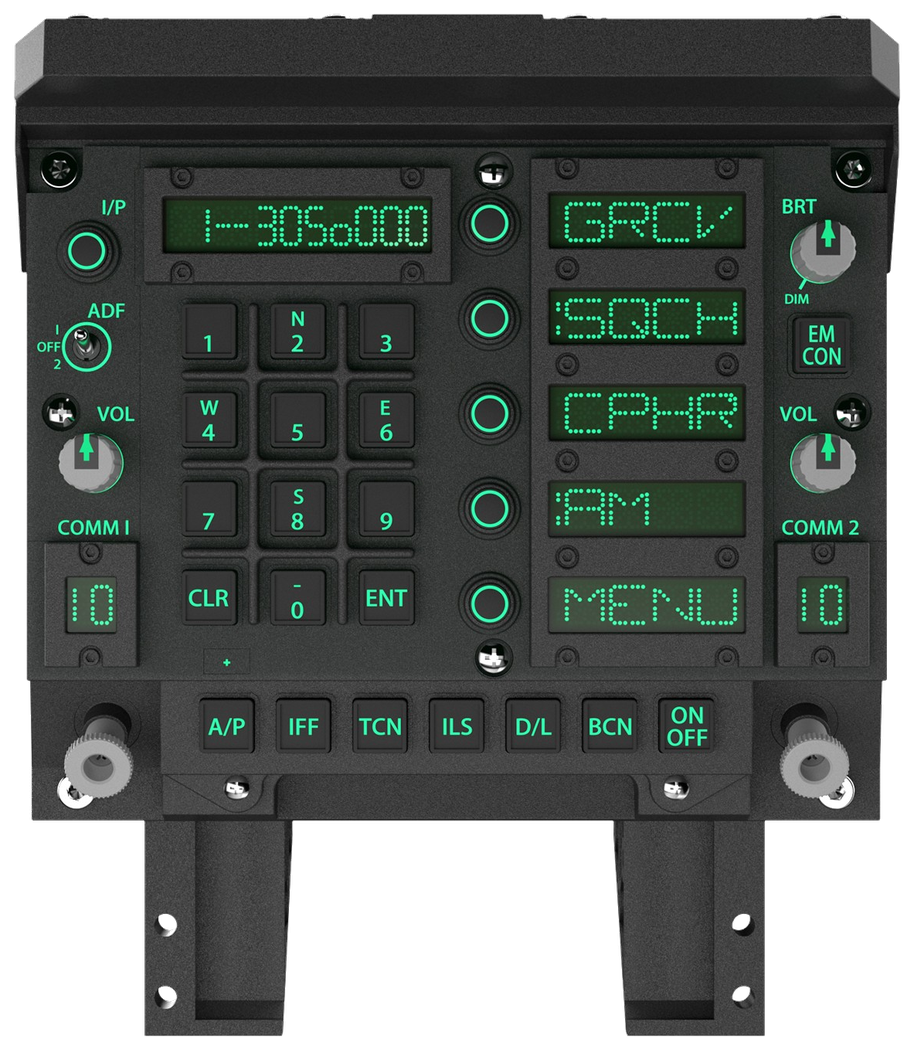 I/P
1--305o000
GRCV
BRT
DIM
ADF
1
OFF
2
:SQCH
EM
CON
1
N
2
3
VOL
CPHR
VOL
W
4
5
E
6
:AM
7
S
8
9
COMM 1
COMM 2
10
MENU
10
CLR
-
0
ENT
+
A/P
IFF
TCN
ILS
D/L
BCN
ON
OFF